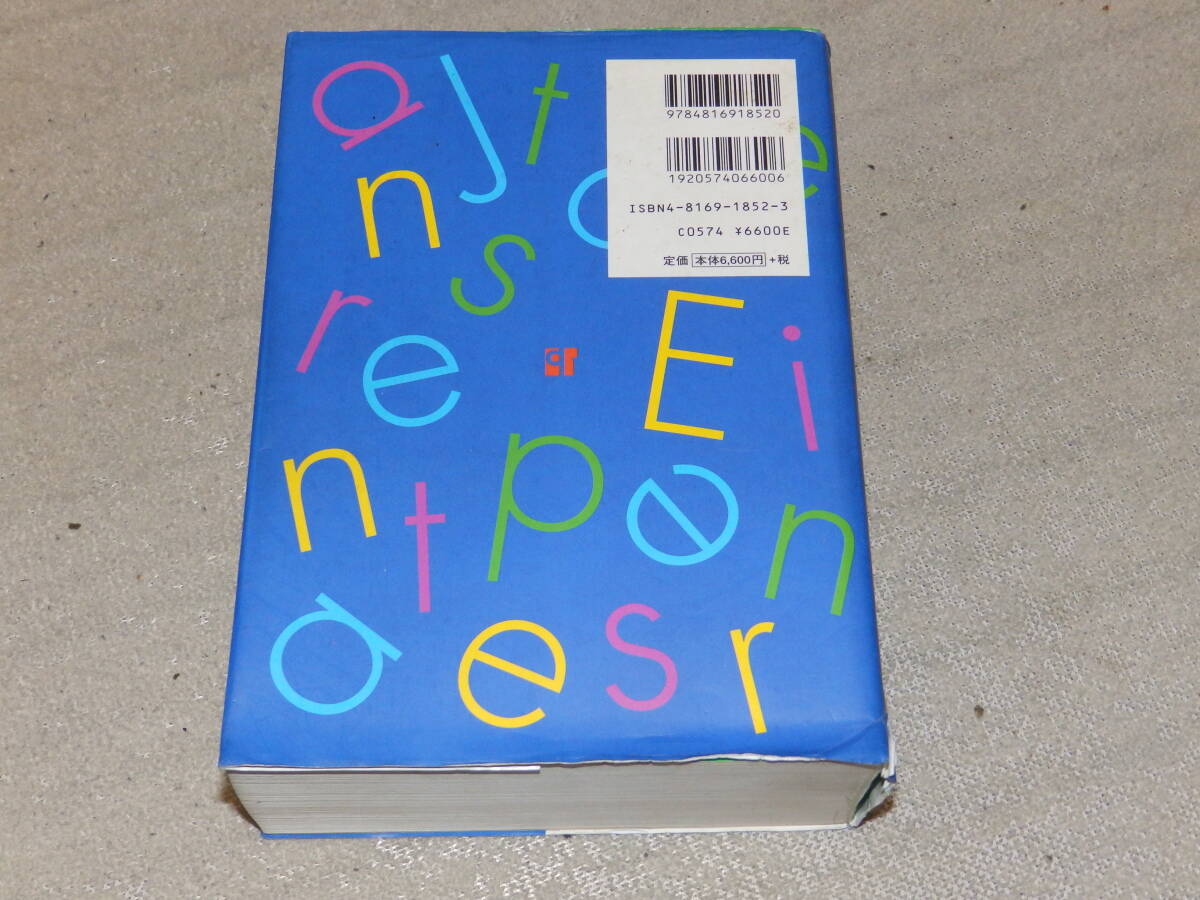 9784816918520
1920574066006
ISBN4-8169-1852-3
C0574 ¥6600E
定価 本体6,600円 +税
a J t e
n s
r e E i
n t p e n
a e s r